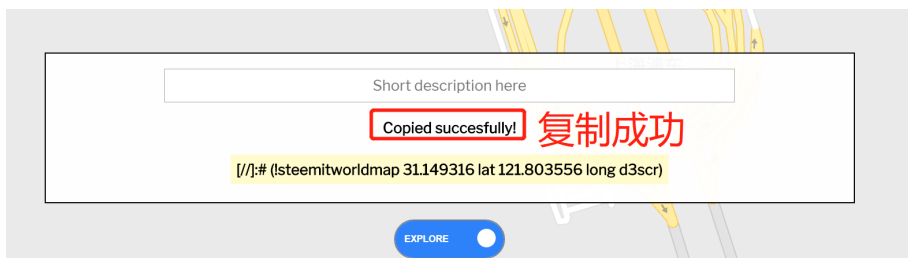 Short description here
Copied succesfully! 复制成功
[//]:# (!steemitworldmap 31.149316 lat 121.803556 long d3scr)
EXPLORE